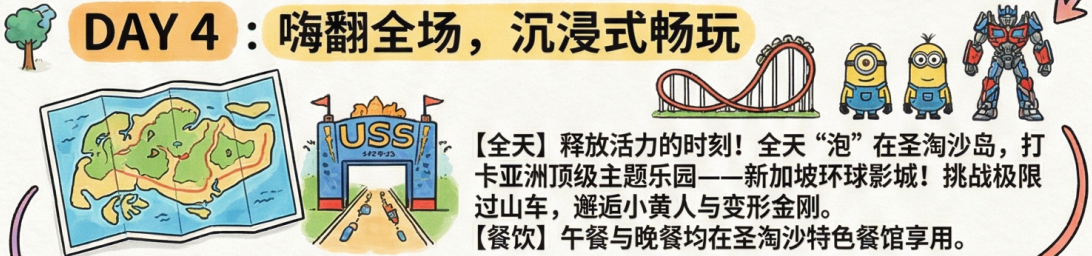 DAY 4：嗨翻全场，沉浸式畅玩
USS
【全天】释放活力的时刻！全天“泡”在圣淘沙岛，打
卡亚洲顶级主题乐园——新加坡环球影城！挑战极限
过山车，邂逅小黄人与变形金刚。
【餐饮】午餐与晚餐均在圣淘沙特色餐馆享用。